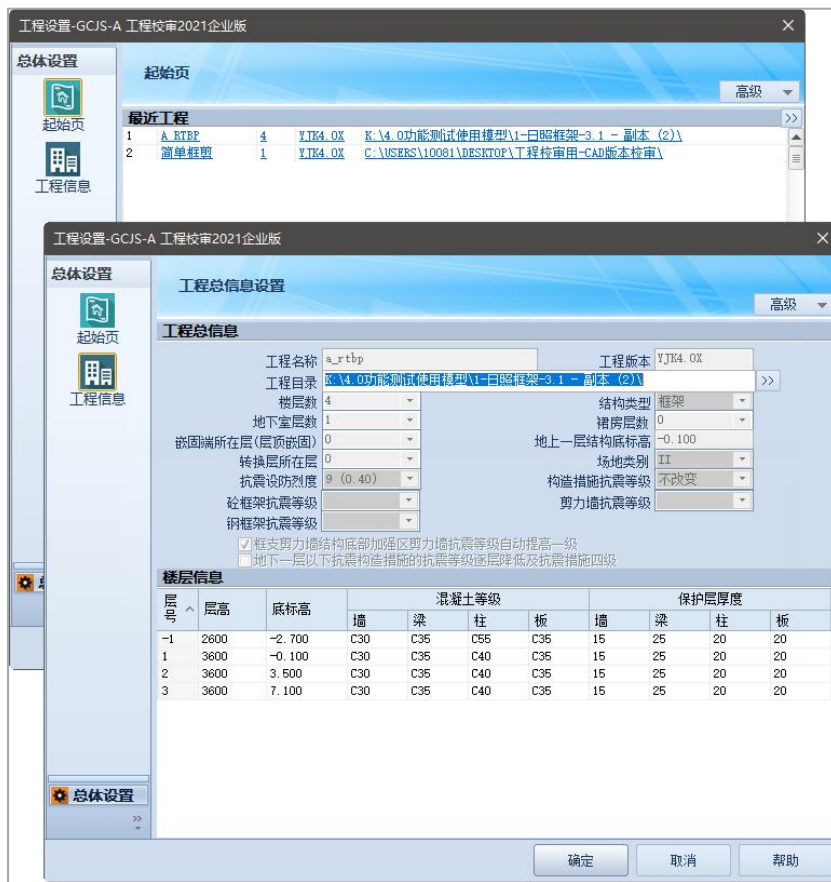 工程设置-GCJS-A 工程校审2021企业版
总体设置
起始页
高级
起始页
工程信息
最近工程
1 A_RTBP 4 YJK4.0X K:\4.0功能测试使用模型\1-日照框架-3.1 - 副本 (2)\
2 简单框剪 1 YJK4.0X C:\USERS\10081\DESKTOP\工程校审用-CAD版本校审\
工程设置-GCJS-A 工程校审2021企业版
总体设置
起始页
工程信息
工程总信息设置
高级
工程总信息
工程名称 a_rtbp 工程版本 YJK4.0X
工程目录 K:\4.0功能测试使用模型\1-日照框架-3.1 - 副本 (2)\
楼层数 4 结构类型 框架
地下室层数 1 裙房层数 0
嵌固端所在层(层顶嵌固) 0 地上一层结构底标高 -0.100
转换层所在层 0 场地类别 II
抗震设防烈度 9 (0.40) 构造措施抗震等级 不改变
砼框架抗震等级 剪力墙抗震等级
钢框架抗震等级
框支剪力墙结构底部加强区剪力墙抗震等级自动提高一级
地下一层以下抗震构造措施的抗震等级逐层降低及抗震措施四级
楼层信息
层号 层高 底标高 混凝土等级 保护层厚度
墙 梁 柱 板 墙 梁 柱 板
-1 2600 -2.700 C30 C35 C55 C35 15 25 20 20
1 3600 -0.100 C30 C35 C40 C35 15 25 20 20
2 3600 3.500 C30 C35 C40 C35 15 25 20 20
3 3600 7.100 C30 C35 C40 C35 15 25 20 20
总体设置
确定 取消 帮助